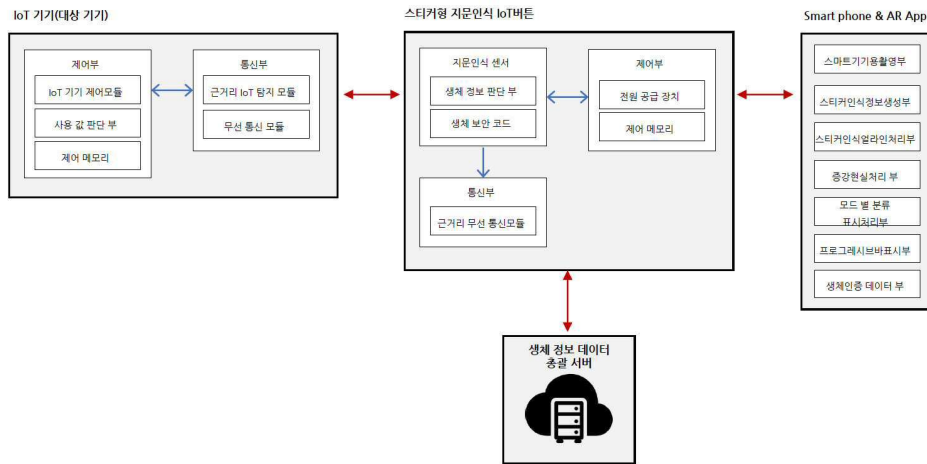 IoT 기기(대상 기기)
제어부
IoT 기기 제어모듈
사용 값 판단 부
제어 메모리
통신부
근거리 IoT 탐지 모듈
무선 통신 모듈
스티커형 지문인식 IoT버튼
지문인식 센서
생체 정보 판단 부
생체 보안 코드
제어부
전원 공급 장치
제어 메모리
통신부
근거리 무선 통신모듈
생체 정보 데이터
총괄 서버
Smart phone & AR App
스마트기기용촬영부
스티커인식정보생성부
스티커인식얼라인처리부
증강현실처리 부
모드 별 분류
표시처리부
프로그레시브바표시부
생체인증 데이터 부